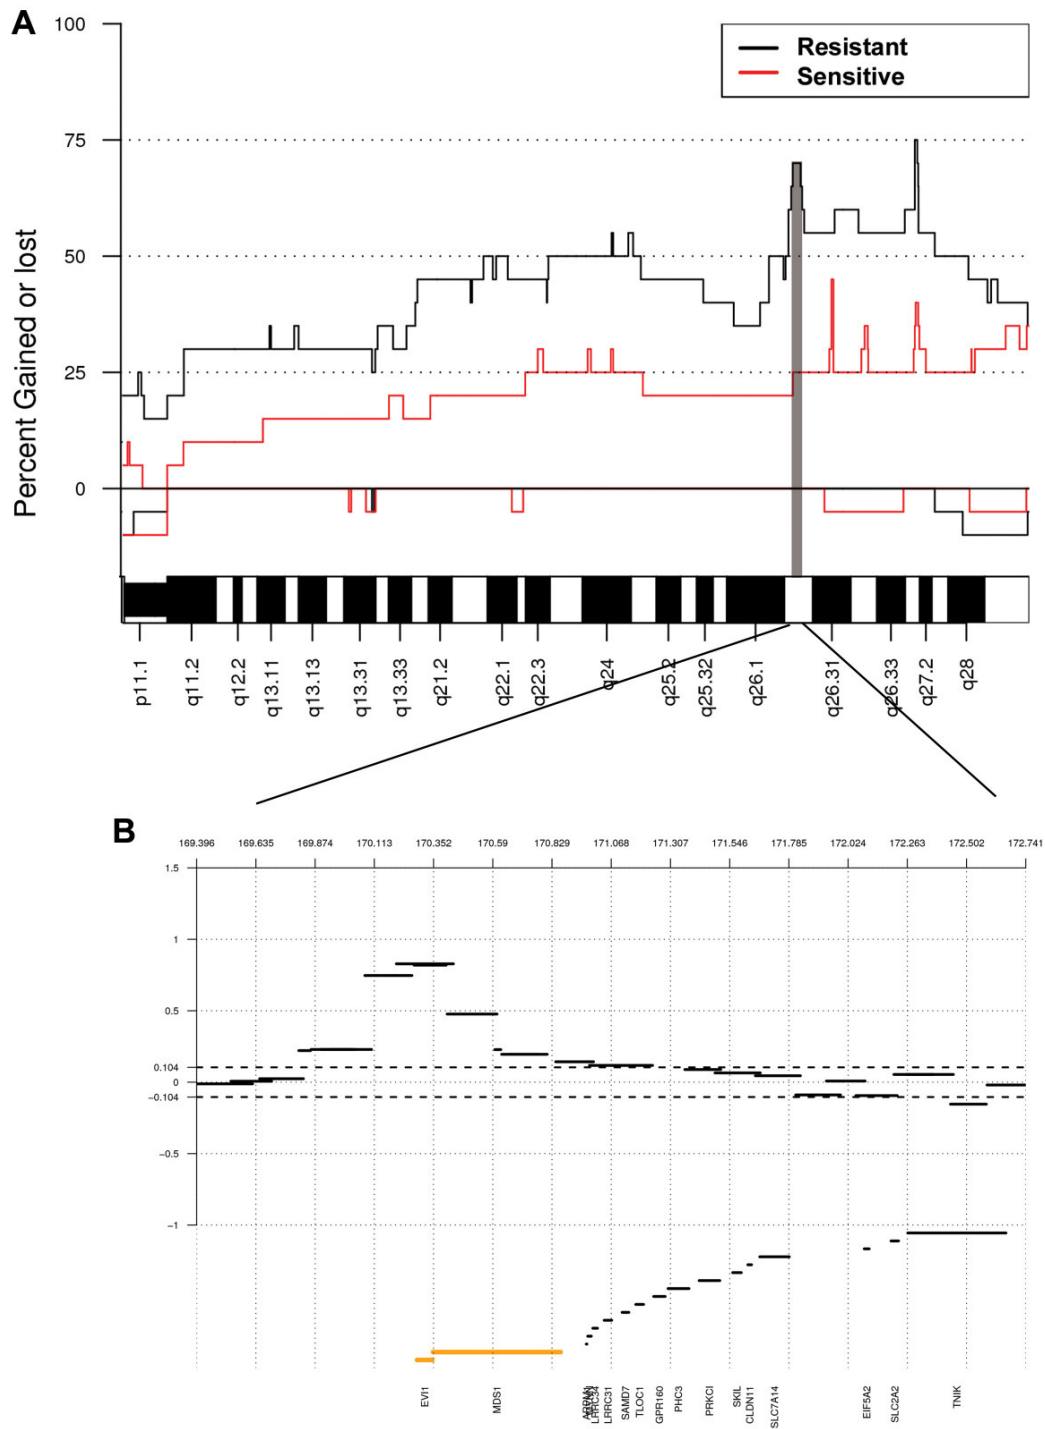 A
100
75
50
25
0
Percent Gained or lost
Resistant
Sensitive
p11.1 q11.2 q12.2 q13.11 q13.13 q13.31 q13.33 q21.2 q22.1 q22.3 q24 q25.2 q25.32 q26.1 q26.31 q26.33 q27.2 q28
B
169.396 169.635 169.874 170.113 170.352 170.59 170.829 171.068 171.307 171.546 171.785 172.024 172.263 172.502 172.741
1.5
1
0.5
0.104
0
−0.104
−0.5
−1
EVI1 MDS1 LRRC34 LRRC31 SAMD7 TLOC1 GPR160 PHC3 PRKCI SKIL CLDN11 SLC7A14 EIF5A2 SLC2A2 TNIK